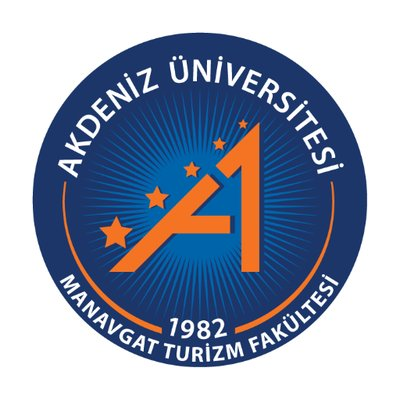 AKDENİZ ÜNİVERSİTESİ
1982
MANAVGAT TURİZM FAKÜLTESİ